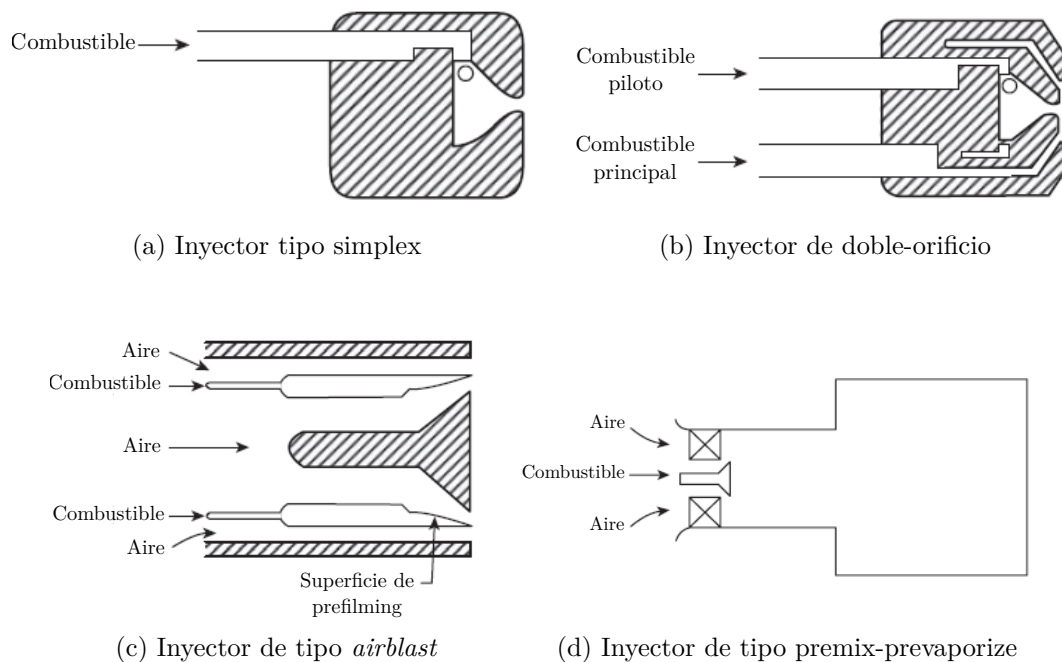 Combustible
(a) Inyector tipo simplex
Combustible
piloto
Combustible
principal
(b) Inyector de doble-orificio
Aire
Combustible
Aire
Combustible
Aire
Superficie de
prefilming
(c) Inyector de tipo airblast
Aire
Combustible
Aire
(d) Inyector de tipo premix-prevaporize